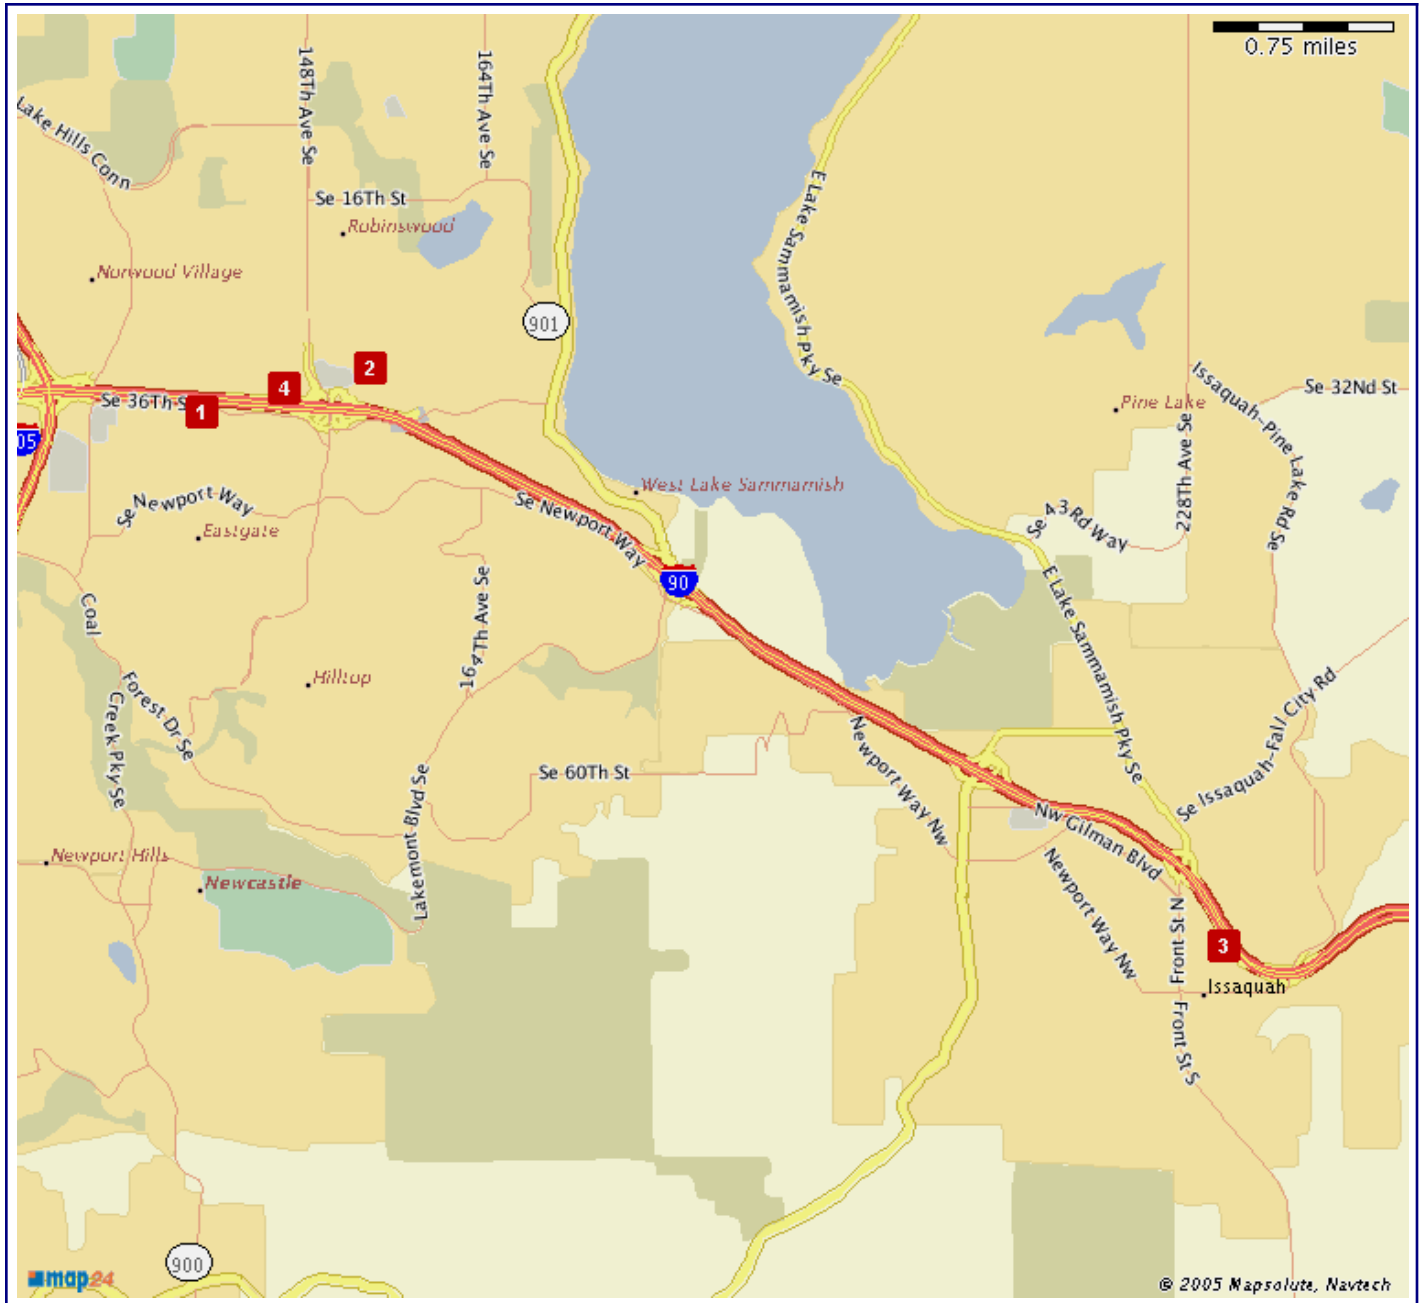 0.75 miles
148Th Ave Se
164Th Ave Se
Lake Hills Conn
Se 16Th St
Robinswood
E Lake Sammamish Pky Se
Norwood Village
901
Issaquah-Pine Lake Rd Se
2
4
Se 32Nd St
Se 36Th St
1
Pine Lake
05
228Th Ave Se
West Lake Sammamish
Se Newport Way
Se Newport Way
Se 43Rd Way
Eastgate
90
164Th Ave Se
E Lake Sammamish Pky Se
Coal
Creek Pky Se
Hilltop
Forest Dr Se
Se Issaquah-Fall City Rd
Newport Way Nw
Se 60Th St
Lakemont Blvd Se
Nw Gilman Blvd
Newport Hills
Newcastle
Newport Way Nw
Front St N
3
Issaquah
Front St S
900
map24
© 2005 Mapsolute, Navtech